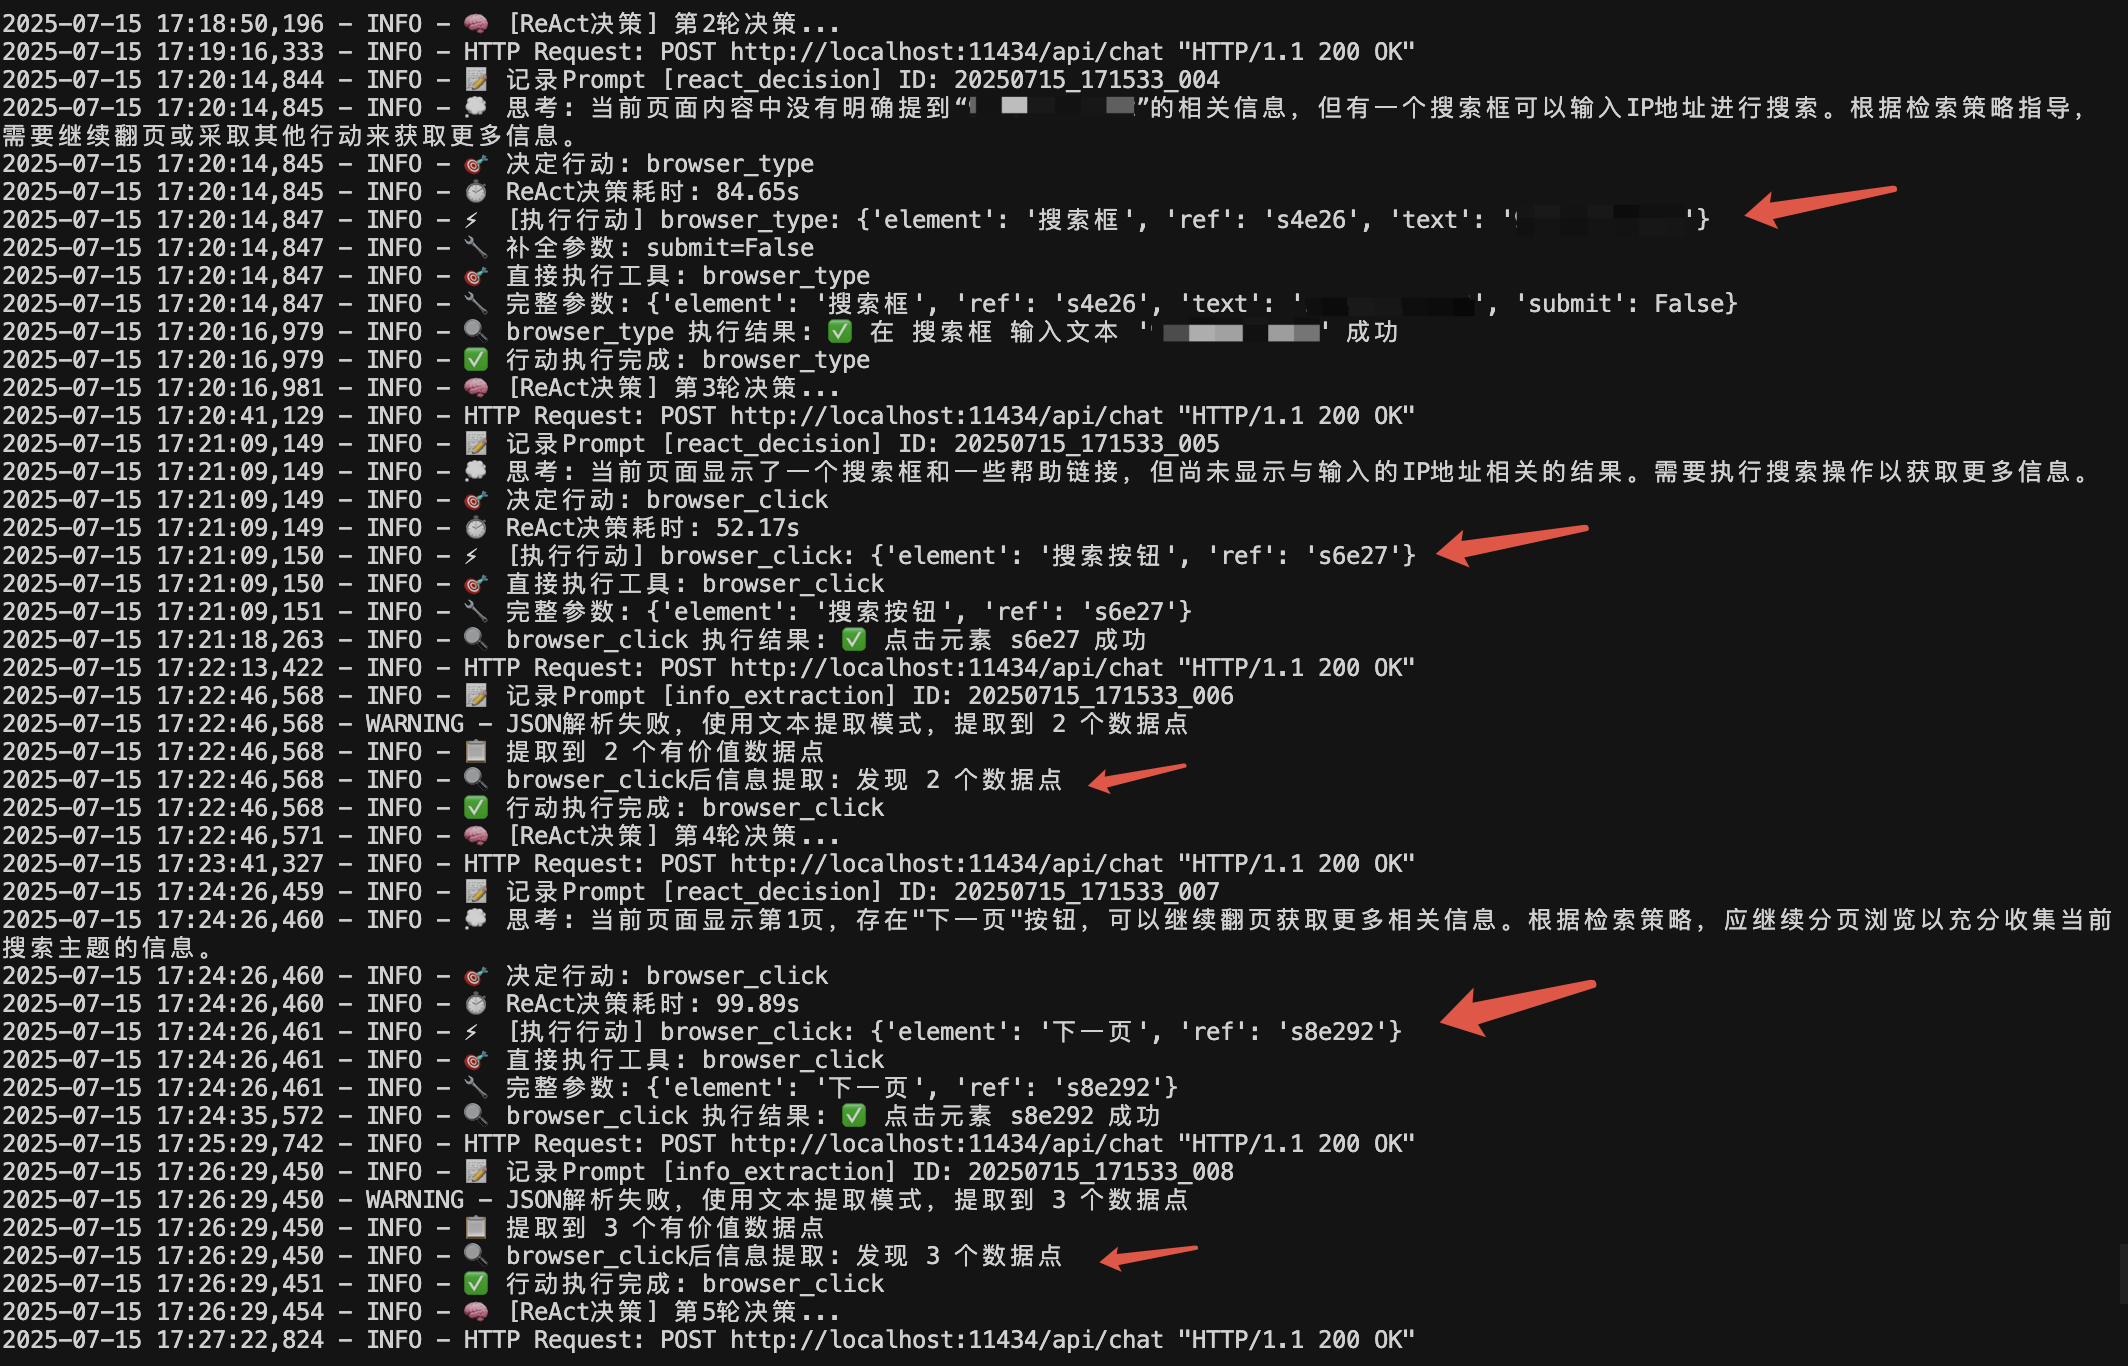 2025-07-15 17:18:50,196 - INFO - 🧠 [ReAct决策] 第2轮决策...
2025-07-15 17:19:16,333 - INFO - HTTP Request: POST http://localhost:11434/api/chat "HTTP/1.1 200 OK"
2025-07-15 17:20:14,844 - INFO - 📝 记录Prompt [react_decision] ID: 20250715_171533_004
2025-07-15 17:20:14,845 - INFO - 💭 思考: 当前页面内容中没有明确提到“”的相关信息，但有一个搜索框可以输入IP地址进行搜索。根据检索策略指导，
需要继续翻页或采取其他行动来获取更多信息。
2025-07-15 17:20:14,845 - INFO - 🎯 决定行动: browser_type
2025-07-15 17:20:14,845 - INFO - ⏱️ ReAct决策耗时: 84.65s
2025-07-15 17:20:14,847 - INFO - ⚡ [执行行动] browser_type: {'element': '搜索框', 'ref': 's4e26', 'text': ''}
2025-07-15 17:20:14,847 - INFO - 🔧 补全参数: submit=False
2025-07-15 17:20:14,847 - INFO - 🎯 直接执行工具: browser_type
2025-07-15 17:20:14,847 - INFO - 🔧 完整参数: {'element': '搜索框', 'ref': 's4e26', 'text': '', 'submit': False}
2025-07-15 17:20:16,979 - INFO - 🔍 browser_type 执行结果: ✅ 在 搜索框 输入文本 '' 成功
2025-07-15 17:20:16,979 - INFO - ✅ 行动执行完成: browser_type
2025-07-15 17:20:16,981 - INFO - 🧠 [ReAct决策] 第3轮决策...
2025-07-15 17:20:41,129 - INFO - HTTP Request: POST http://localhost:11434/api/chat "HTTP/1.1 200 OK"
2025-07-15 17:21:09,149 - INFO - 📝 记录Prompt [react_decision] ID: 20250715_171533_005
2025-07-15 17:21:09,149 - INFO - 💭 思考: 当前页面显示了一个搜索框和一些帮助链接，但尚未显示与输入的IP地址相关的结果。需要执行搜索操作以获取更多信息。
2025-07-15 17:21:09,149 - INFO - 🎯 决定行动: browser_click
2025-07-15 17:21:09,149 - INFO - ⏱️ ReAct决策耗时: 52.17s
2025-07-15 17:21:09,150 - INFO - ⚡ [执行行动] browser_click: {'element': '搜索按钮', 'ref': 's6e27'}
2025-07-15 17:21:09,150 - INFO - 🎯 直接执行工具: browser_click
2025-07-15 17:21:09,151 - INFO - 🔧 完整参数: {'element': '搜索按钮', 'ref': 's6e27'}
2025-07-15 17:21:18,263 - INFO - 🔍 browser_click 执行结果: ✅ 点击元素 s6e27 成功
2025-07-15 17:22:13,422 - INFO - HTTP Request: POST http://localhost:11434/api/chat "HTTP/1.1 200 OK"
2025-07-15 17:22:46,568 - INFO - 📝 记录Prompt [info_extraction] ID: 20250715_171533_006
2025-07-15 17:22:46,568 - WARNING - JSON解析失败，使用文本提取模式，提取到 2 个数据点
2025-07-15 17:22:46,568 - INFO - 📋 提取到 2 个有价值数据点
2025-07-15 17:22:46,568 - INFO - 🔍 browser_click后信息提取: 发现 2 个数据点
2025-07-15 17:22:46,568 - INFO - ✅ 行动执行完成: browser_click
2025-07-15 17:22:46,571 - INFO - 🧠 [ReAct决策] 第4轮决策...
2025-07-15 17:23:41,327 - INFO - HTTP Request: POST http://localhost:11434/api/chat "HTTP/1.1 200 OK"
2025-07-15 17:24:26,459 - INFO - 📝 记录Prompt [react_decision] ID: 20250715_171533_007
2025-07-15 17:24:26,460 - INFO - 💭 思考: 当前页面显示第1页，存在"下一页"按钮，可以继续翻页获取更多相关信息。根据检索策略，应继续分页浏览以充分收集当前
搜索主题的信息。
2025-07-15 17:24:26,460 - INFO - 🎯 决定行动: browser_click
2025-07-15 17:24:26,460 - INFO - ⏱️ ReAct决策耗时: 99.89s
2025-07-15 17:24:26,461 - INFO - ⚡ [执行行动] browser_click: {'element': '下一页', 'ref': 's8e292'}
2025-07-15 17:24:26,461 - INFO - 🎯 直接执行工具: browser_click
2025-07-15 17:24:26,461 - INFO - 🔧 完整参数: {'element': '下一页', 'ref': 's8e292'}
2025-07-15 17:24:35,572 - INFO - 🔍 browser_click 执行结果: ✅ 点击元素 s8e292 成功
2025-07-15 17:25:29,742 - INFO - HTTP Request: POST http://localhost:11434/api/chat "HTTP/1.1 200 OK"
2025-07-15 17:26:29,450 - INFO - 📝 记录Prompt [info_extraction] ID: 20250715_171533_008
2025-07-15 17:26:29,450 - WARNING - JSON解析失败，使用文本提取模式，提取到 3 个数据点
2025-07-15 17:26:29,450 - INFO - 📋 提取到 3 个有价值数据点
2025-07-15 17:26:29,450 - INFO - 🔍 browser_click后信息提取: 发现 3 个数据点
2025-07-15 17:26:29,451 - INFO - ✅ 行动执行完成: browser_click
2025-07-15 17:26:29,454 - INFO - 🧠 [ReAct决策] 第5轮决策...
2025-07-15 17:27:22,824 - INFO - HTTP Request: POST http://localhost:11434/api/chat "HTTP/1.1 200 OK"